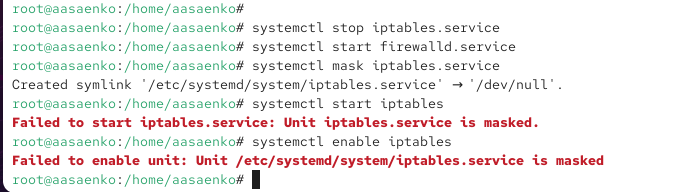 root@aasaenko:/home/aasaenko#
root@aasaenko:/home/aasaenko# systemctl stop iptables.service
root@aasaenko:/home/aasaenko# systemctl start firewalld.service
root@aasaenko:/home/aasaenko# systemctl mask iptables.service
Created symlink '/etc/systemd/system/iptables.service' → '/dev/null'.
root@aasaenko:/home/aasaenko# systemctl start iptables
Failed to start iptables.service: Unit iptables.service is masked.
root@aasaenko:/home/aasaenko# systemctl enable iptables
Failed to enable unit: Unit /etc/systemd/system/iptables.service is masked
root@aasaenko:/home/aasaenko#